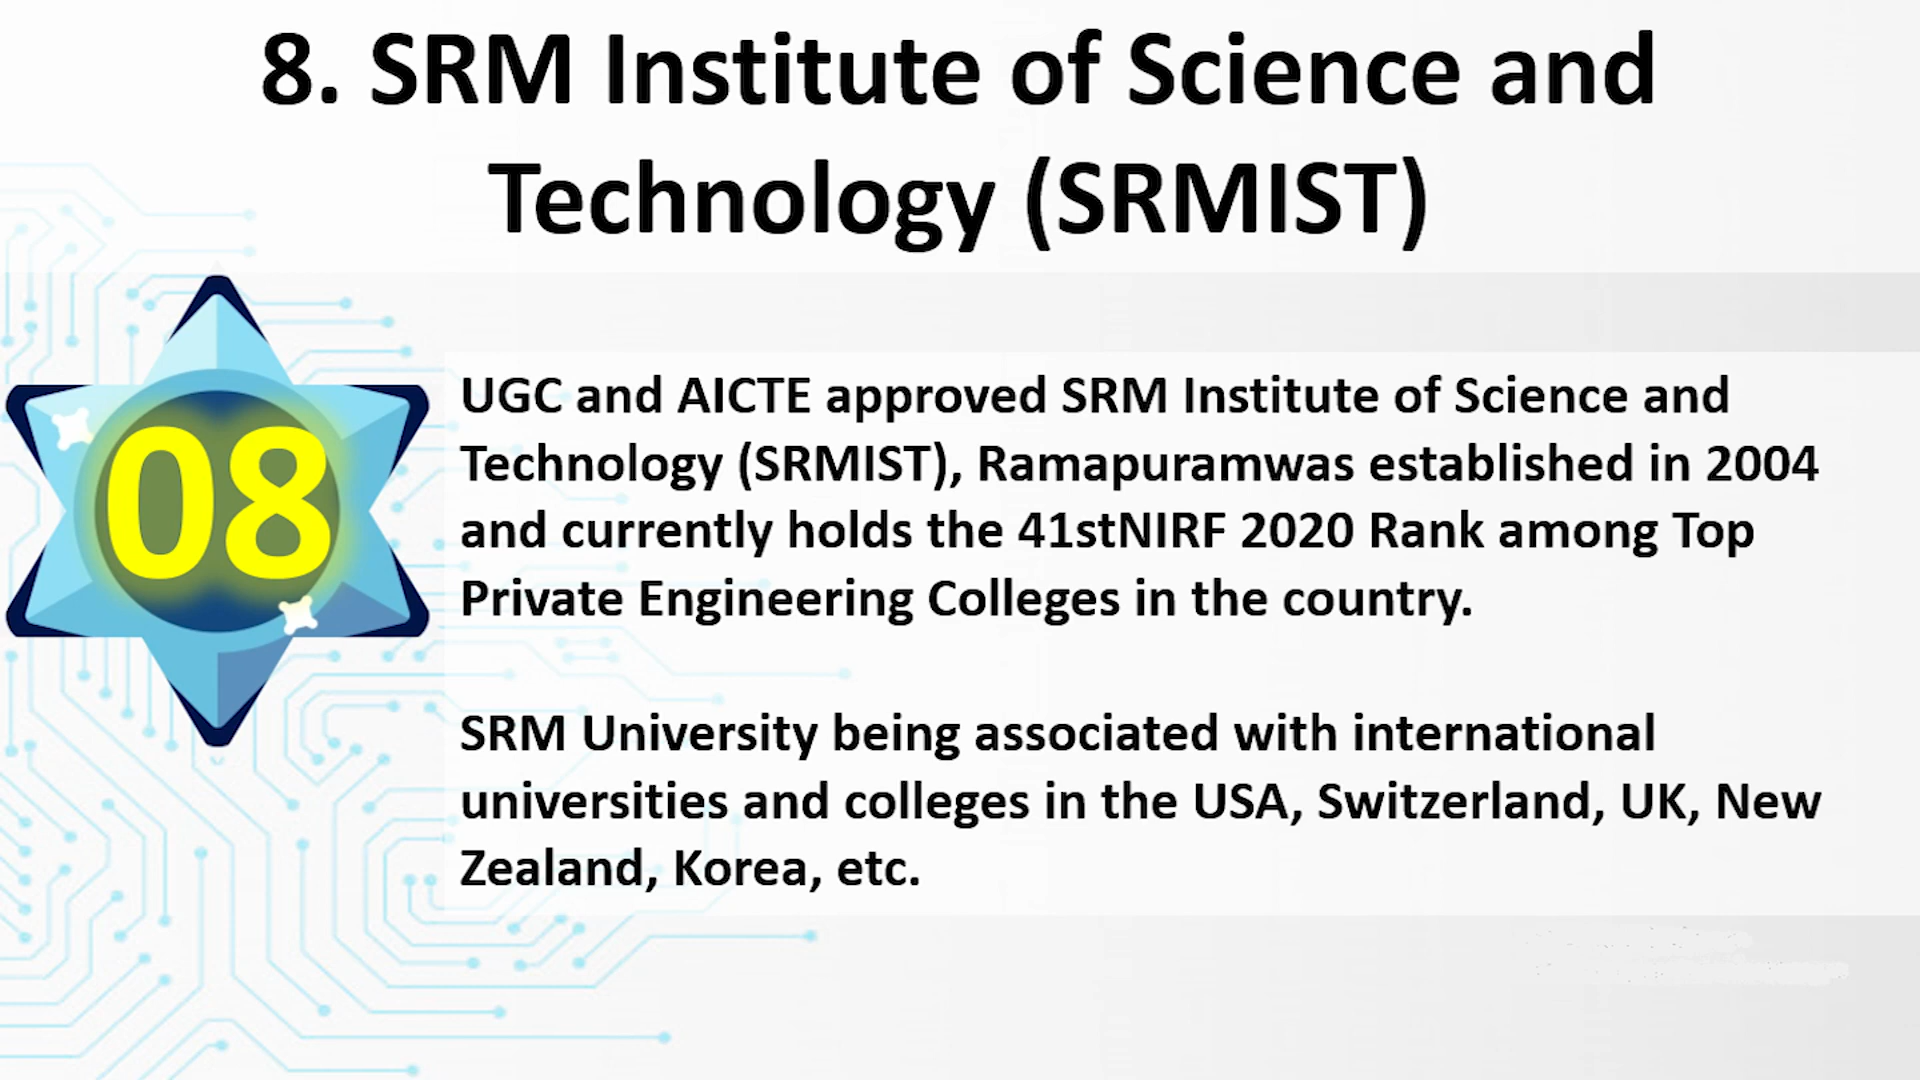 8. SRM Institute of Science and
Technology (SRMIST)
08
UGC and AICTE approved SRM Institute of Science and
Technology (SRMIST), Ramapuramwas established in 2004
and currently holds the 41stNIRF 2020 Rank among Top
Private Engineering Colleges in the country.
SRM University being associated with international
universities and colleges in the USA, Switzerland, UK, New
Zealand, Korea, etc.